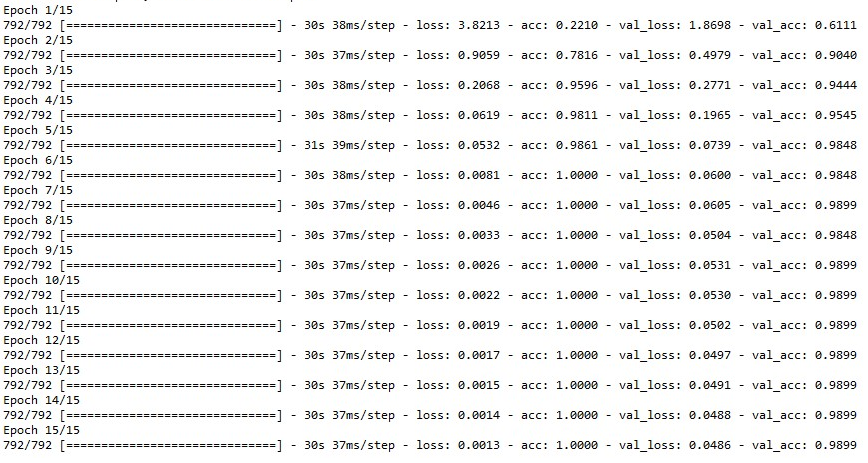 Epoch 1/15
792/792 [==============================] - 30s 38ms/step - loss: 3.8213 - acc: 0.2210 - val_loss: 1.8698 - val_acc: 0.6111
Epoch 2/15
792/792 [==============================] - 30s 37ms/step - loss: 0.9059 - acc: 0.7816 - val_loss: 0.4979 - val_acc: 0.9040
Epoch 3/15
792/792 [==============================] - 30s 38ms/step - loss: 0.2068 - acc: 0.9596 - val_loss: 0.2771 - val_acc: 0.9444
Epoch 4/15
792/792 [==============================] - 30s 38ms/step - loss: 0.0619 - acc: 0.9811 - val_loss: 0.1965 - val_acc: 0.9545
Epoch 5/15
792/792 [==============================] - 31s 39ms/step - loss: 0.0532 - acc: 0.9861 - val_loss: 0.0739 - val_acc: 0.9848
Epoch 6/15
792/792 [==============================] - 30s 38ms/step - loss: 0.0081 - acc: 1.0000 - val_loss: 0.0600 - val_acc: 0.9848
Epoch 7/15
792/792 [==============================] - 30s 37ms/step - loss: 0.0046 - acc: 1.0000 - val_loss: 0.0605 - val_acc: 0.9899
Epoch 8/15
792/792 [==============================] - 30s 37ms/step - loss: 0.0033 - acc: 1.0000 - val_loss: 0.0504 - val_acc: 0.9848
Epoch 9/15
792/792 [==============================] - 30s 37ms/step - loss: 0.0026 - acc: 1.0000 - val_loss: 0.0531 - val_acc: 0.9899
Epoch 10/15
792/792 [==============================] - 30s 37ms/step - loss: 0.0022 - acc: 1.0000 - val_loss: 0.0530 - val_acc: 0.9899
Epoch 11/15
792/792 [==============================] - 30s 37ms/step - loss: 0.0019 - acc: 1.0000 - val_loss: 0.0502 - val_acc: 0.9899
Epoch 12/15
792/792 [==============================] - 30s 37ms/step - loss: 0.0017 - acc: 1.0000 - val_loss: 0.0497 - val_acc: 0.9899
Epoch 13/15
792/792 [==============================] - 30s 37ms/step - loss: 0.0015 - acc: 1.0000 - val_loss: 0.0491 - val_acc: 0.9899
Epoch 14/15
792/792 [==============================] - 30s 37ms/step - loss: 0.0014 - acc: 1.0000 - val_loss: 0.0488 - val_acc: 0.9899
Epoch 15/15
792/792 [==============================] - 30s 37ms/step - loss: 0.0013 - acc: 1.0000 - val_loss: 0.0486 - val_acc: 0.9899